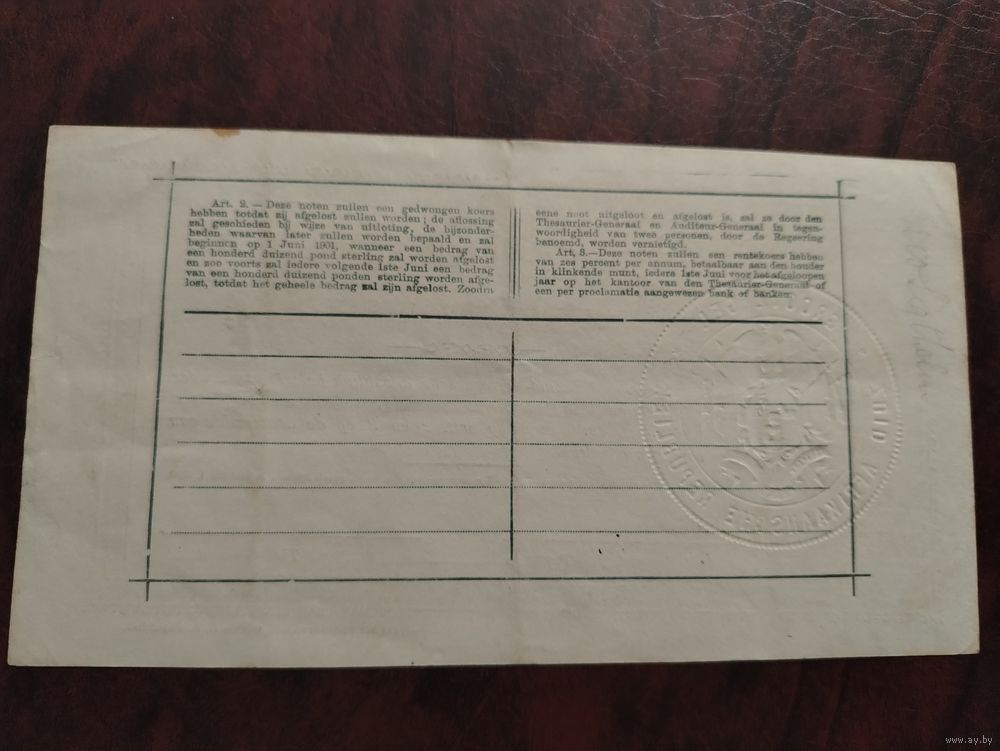 Art. 2. — Deze noten zullen een gedwongen koers
hebben totdat zij afgelost zullen worden; de aflossing
zal geschieden bij wijze van uitloting, de bijzonder-
heden waarvan later zullen worden bepaald en zal
beginnen op 1 Juni 1901, wanneer een bedrag van
een honderd duizend pond sterling zal worden afgelost
en zoo voorts zal iedere volgende 1ste Juni een bedrag
van een honderd duizend ponden sterling worden afge-
lost, totdat het geheele bedrag zal zijn afgelost. Zoodra
eene noot uitgeloot en afgelost is, zal ze door den
Thesaurier-Generaal en Auditeur-Generaal in tegen-
woordigheid van twee personen, door de Regeering
benoemd, worden vernietigd.
Art, 3.—Deze noten zullen een rentekoers hebben
van zes percent per annum, betaalbaar aan den houder
in klinkende munt, iedere 1ste Juni voor het afgeloopen
jaar op het kantoor van den Thesaurier-Generaal of
een per proclamatie aangewezen bank of banken.
ZUID
AFRIKAANSCHE
REPUBLIEK
www.ay.by